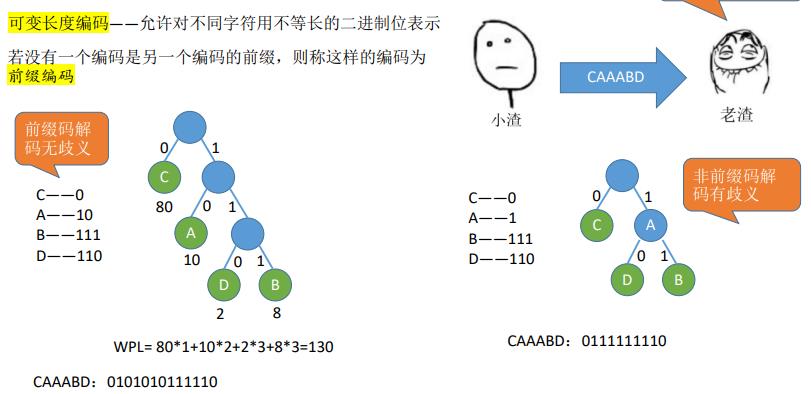 可变长度编码——允许对不同字符用不等长的二进制位表示
若没有一个编码是另一个编码的前缀，则称这样的编码为
前缀编码
CAAABD
小渣
老渣
前缀码解
码无歧义
C——0
A——10
B——111
D——110
0
1
C
80
0
1
A
10
0
1
D
B
2
8
WPL= 80*1+10*2+2*3+8*3=130
CAAABD：0101010111110
非前缀码解
码有歧义
C——0
A——1
B——111
D——110
0
1
C
A
0
1
D
B
CAAABD：0111111110